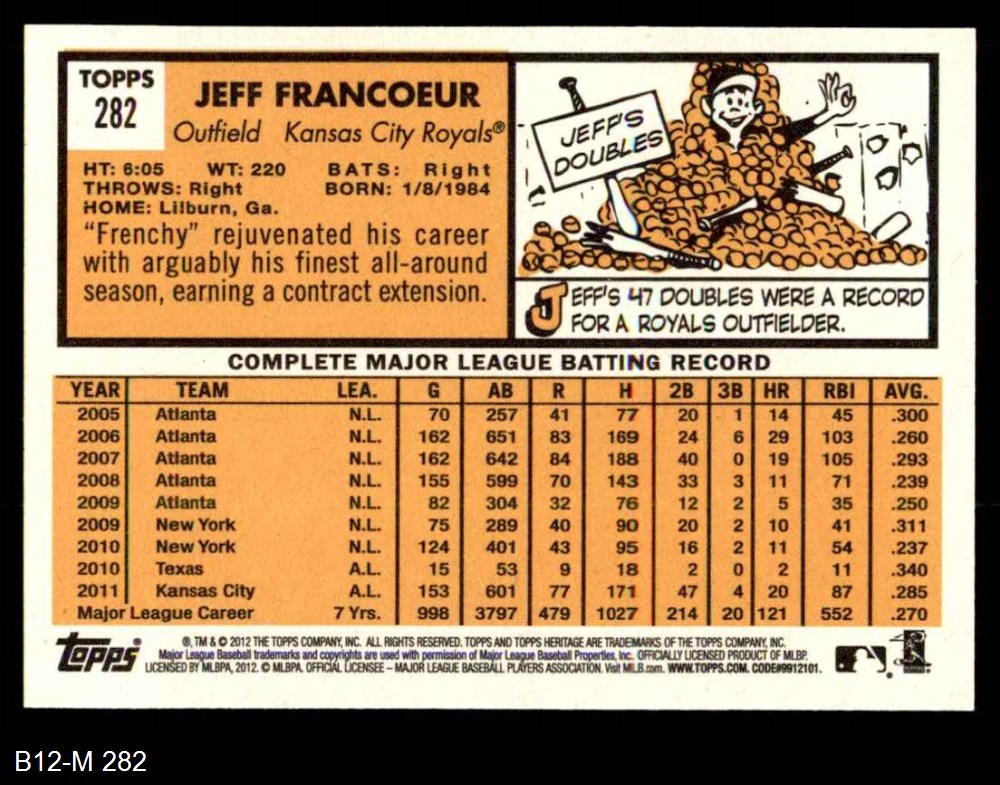 TOPPS
282
JEFF FRANCOEUR
Outfield Kansas City Royals®
HT: 6:05 WT: 220 BATS: Right
THROWS: Right BORN: 1/8/1984
HOME: Lilburn, Ga.
"Frenchy" rejuvenated his career
with arguably his finest all-around
season, earning a contract extension.
JEFF'S
DOUBLES
JEFF'S 47 DOUBLES WERE A RECORD
FOR A ROYALS OUTFIELDER.
COMPLETE MAJOR LEAGUE BATTING RECORD
YEAR TEAM LEA. G AB R H 2B 3B HR RBI AVG.
2005 Atlanta N.L. 70 257 41 77 20 1 14 45 .300
2006 Atlanta N.L. 162 651 83 169 24 6 29 103 .260
2007 Atlanta N.L. 162 642 84 188 40 0 19 105 .293
2008 Atlanta N.L. 155 599 70 143 33 3 11 71 .239
2009 Atlanta N.L. 82 304 32 76 12 2 5 35 .250
2009 New York N.L. 75 289 40 90 20 2 10 41 .311
2010 New York N.L. 124 401 43 95 16 2 11 54 .237
2010 Texas A.L. 15 53 9 18 2 0 2 11 .340
2011 Kansas City A.L. 153 601 77 171 47 4 20 87 .285
Major League Career 7 Yrs. 998 3797 479 1027 214 20 121 552 .270
Topps
®, TM & © 2012 THE TOPPS COMPANY, INC. ALL RIGHTS RESERVED. TOPPS AND TOPPS HERITAGE ARE TRADEMARKS OF THE TOPPS COMPANY, INC.
Major League Baseball trademarks and copyrights are used with permission of Major League Baseball Properties, Inc. OFFICIALLY LICENSED PRODUCT OF MLBP.
LICENSED BY MLBPA, 2012. © MLBPA. OFFICIAL LICENSEE – MAJOR LEAGUE BASEBALL PLAYERS ASSOCIATION. Visit MLB.com. WWW.TOPPS.COM. CODE#9912101.
B12-M 282